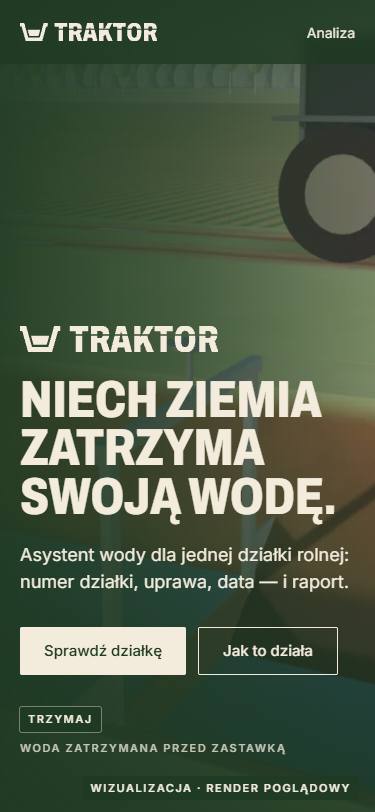 TRAKTOR
Analiza
TRAKTOR
NIECH ZIEMIA
ZATRZYMA
SWOJĄ WODĘ.
Asystent wody dla jednej działki rolnej:
numer działki, uprawa, data — i raport.
Sprawdź działkę
Jak to działa
TRZYMAJ
WODA ZATRZYMANA PRZED ZASTAWKĄ
WIZUALIZACJA · RENDER POGLĄDOWY